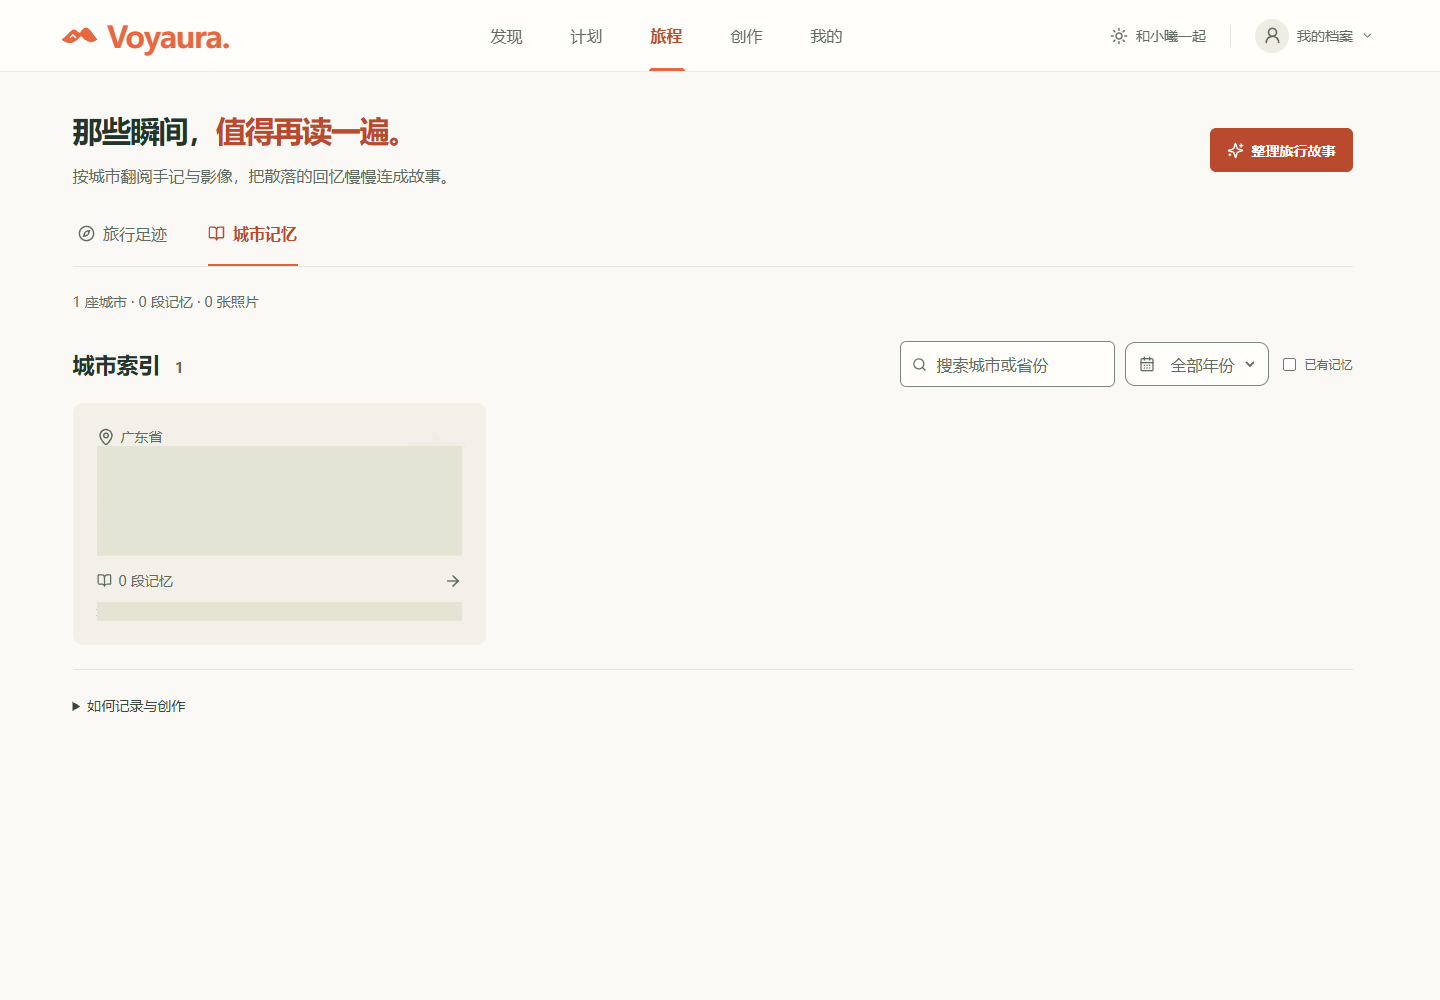 Voyaura.
发现
计划
旅程
创作
我的
和小曦一起
我的档案
那些瞬间，值得再读一遍。
按城市翻阅手记与影像，把散落的回忆慢慢连成故事。
整理旅行故事
旅行足迹
城市记忆
1 座城市 · 0 段记忆 · 0 张照片
城市索引 1
搜索城市或省份
全部年份
已有记忆
广东省
0 段记忆
如何记录与创作